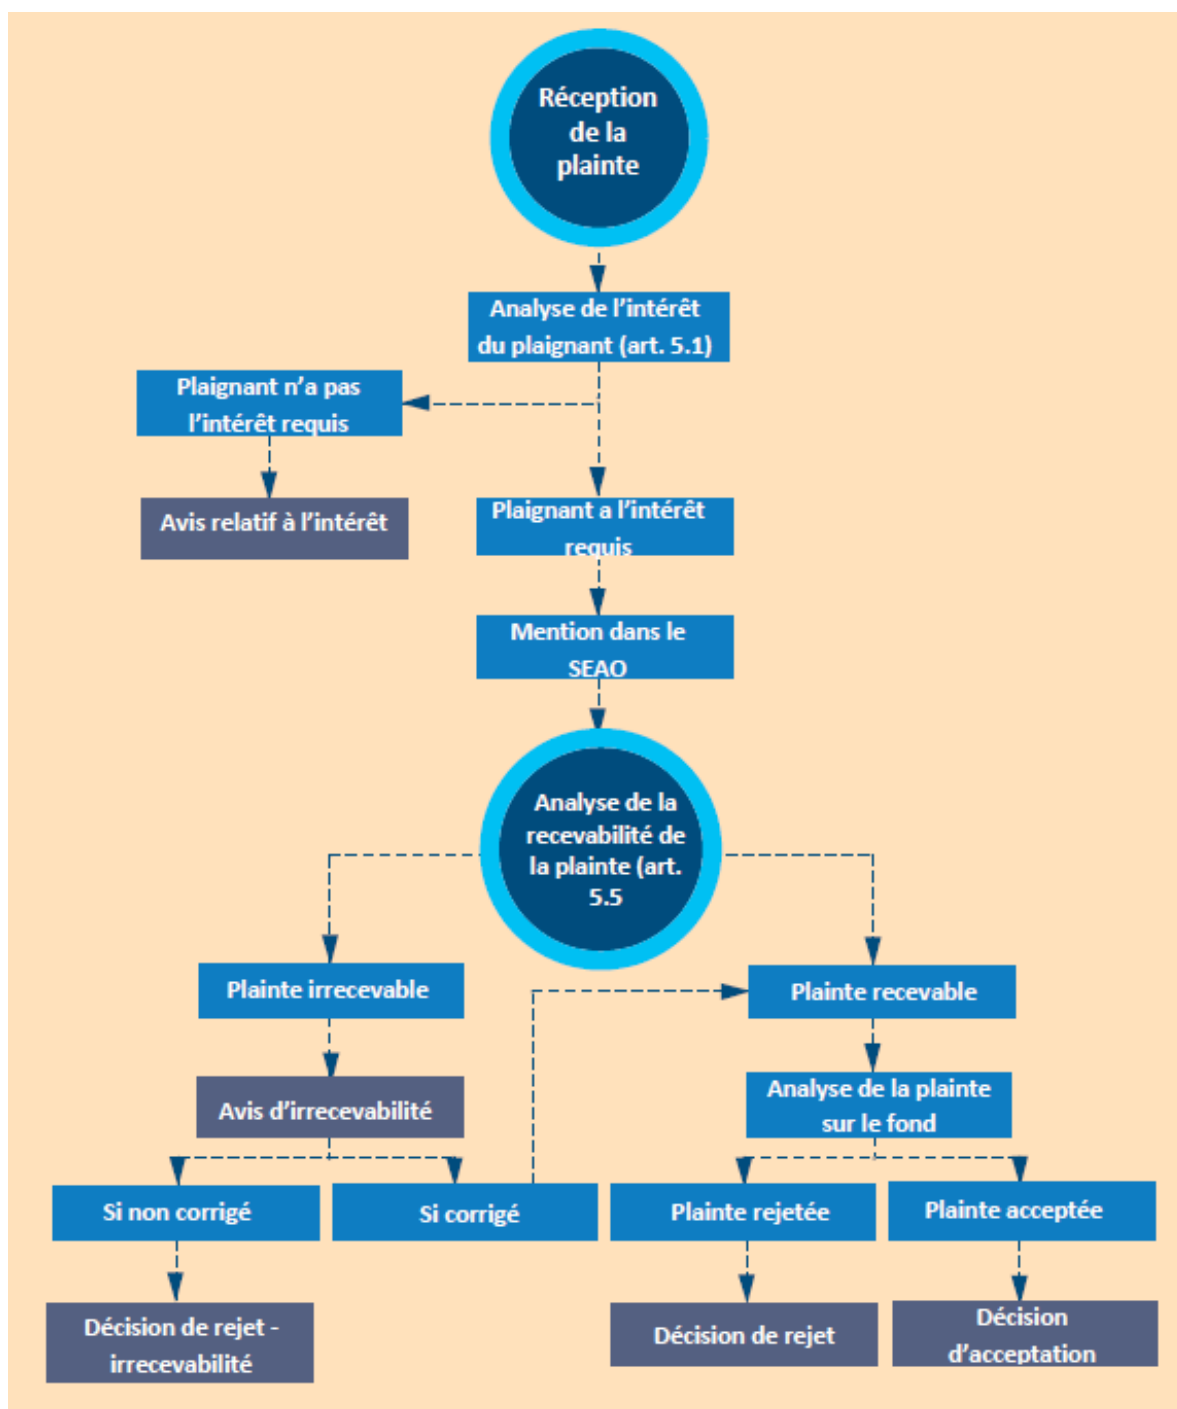 Réception
de la
plainte
Analyse de l'intérêt
du plaignant (art. 5.1)
Plaignant n'a pas
l'intérêt requis
Avis relatif à l'intérêt
Plaignant a l'intérêt
requis
Mention dans le
SEAO
Analyse de la
recevabilité de
la plainte (art.
5.5
Plainte irrecevable
Plainte recevable
Avis d'irrecevabilité
Analyse de la plainte
sur le fond
Si non corrigé
Si corrigé
Plainte rejetée
Plainte acceptée
Décision de rejet -
irrecevabilité
Décision de rejet
Décision
d'acceptation